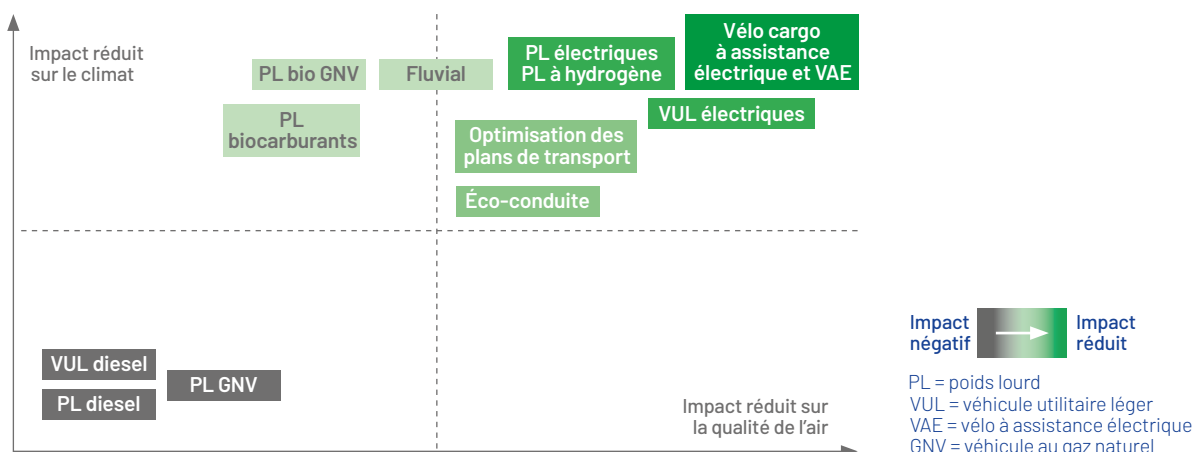 Impact réduit
sur le climat
PL bio GNV
Fluvial
PL électriques
PL à hydrogène
Vélo cargo
à assistance
électrique et VAE
PL
biocarburants
Optimisation des
plans de transport
VUL électriques
Éco-conduite
VUL diesel
PL diesel
PL GNV
Impact réduit sur
la qualité de l'air
Impact
négatif
Impact
réduit
PL = poids lourd
VUL = véhicule utilitaire léger
VAE = vélo à assistance électrique
GNV = véhicule au gaz naturel